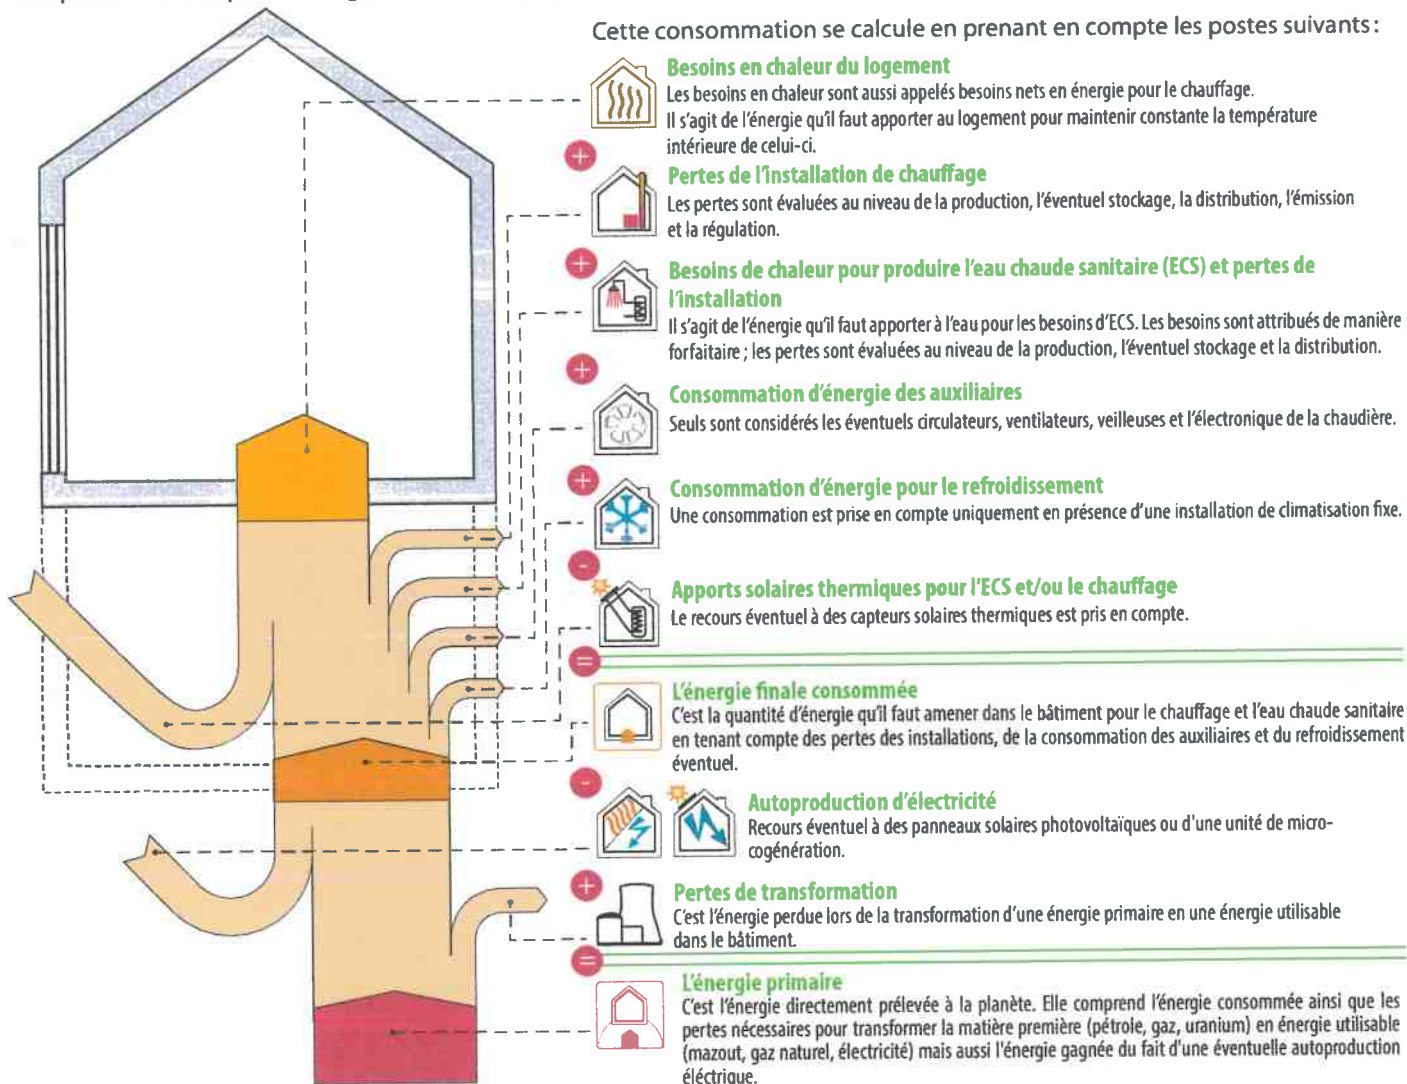 Cette consommation se calcule en prenant en compte les postes suivants :
Besoins en chaleur du logement
Les besoins en chaleur sont aussi appelés besoins nets en énergie pour le chauffage.
Il s'agit de l'énergie qu'il faut apporter au logement pour maintenir constante la température
intérieure de celui-ci.
+
Pertes de l'installation de chauffage
Les pertes sont évaluées au niveau de la production, l'éventuel stockage, la distribution, l'émission
et la régulation.
+
Besoins de chaleur pour produire l'eau chaude sanitaire (ECS) et pertes de
l'installation
Il s'agit de l'énergie qu'il faut apporter à l'eau pour les besoins d'ECS. Les besoins sont attribués de manière
forfaitaire ; les pertes sont évaluées au niveau de la production, l'éventuel stockage et la distribution.
+
Consommation d'énergie des auxiliaires
Seuls sont considérés les éventuels circulateurs, ventilateurs, veilleuses et l'électronique de la chaudière.
+
Consommation d'énergie pour le refroidissement
Une consommation est prise en compte uniquement en présence d'une installation de climatisation fixe.
-
Apports solaires thermiques pour l'ECS et/ou le chauffage
Le recours éventuel à des capteurs solaires thermiques est pris en compte.
=
L'énergie finale consommée
C'est la quantité d'énergie qu'il faut amener dans le bâtiment pour le chauffage et l'eau chaude sanitaire
en tenant compte des pertes des installations, de la consommation des auxiliaires et du refroidissement
éventuel.
-
Autoproduction d'électricité
Recours éventuel à des panneaux solaires photovoltaïques ou d'une unité de micro-
cogénération.
+
Pertes de transformation
C'est l'énergie perdue lors de la transformation d'une énergie primaire en une énergie utilisable
dans le bâtiment.
=
L'énergie primaire
C'est l'énergie directement prélevée à la planète. Elle comprend l'énergie consommée ainsi que les
pertes nécessaires pour transformer la matière première (pétrole, gaz, uranium) en énergie utilisable
(mazout, gaz naturel, électricité) mais aussi l'énergie gagnée du fait d'une éventuelle autoproduction
éléctrique.